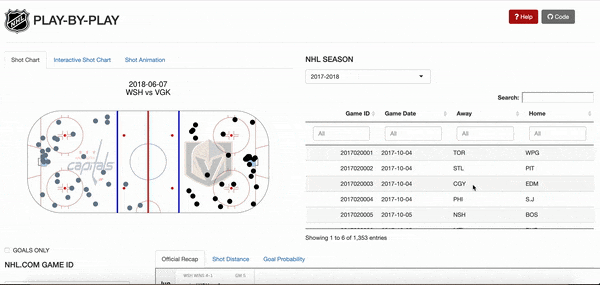 NHL
PLAY-BY-PLAY
Help
Code
Shot Chart
Interactive Shot Chart
Shot Animation
2018-06-07
WSH vs VGK
capitals
NHL SEASON
2017-2018
Search:
Game ID
Game Date
Away
Home
All
All
All
All
2017020001
2017-10-04
TOR
WPG
2017020002
2017-10-04
STL
PIT
2017020003
2017-10-04
CGY
EDM
2017020004
2017-10-04
PHI
S.J
2017020005
2017-10-05
NSH
BOS
Showing 1 to 6 of 1,353 entries
GOALS ONLY
NHL.COM GAME ID
Official Recap
Shot Distance
Goal Probability